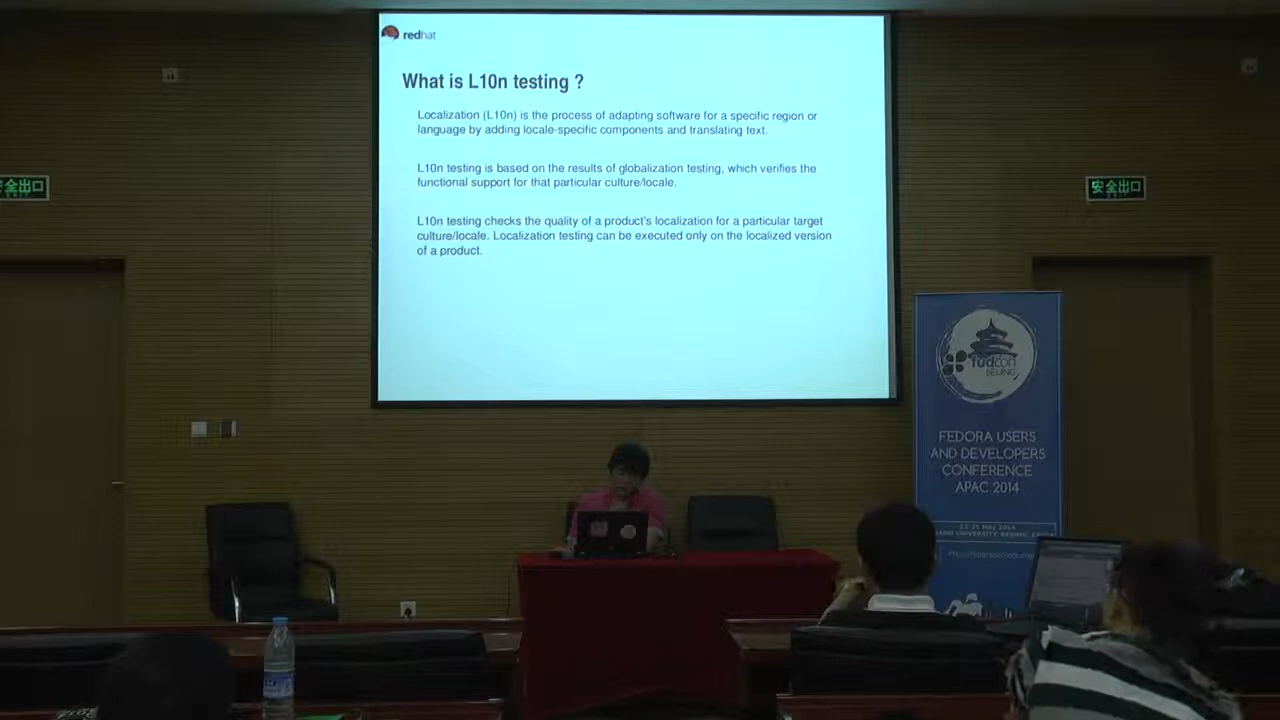 redhat
What is L10n testing ?
Localization (L10n) is the process of adapting software for a specific region or
language by adding locale-specific components and translating text.
L10n testing is based on the results of globalization testing, which verifies the
functional support for that particular culture/locale.
L10n testing checks the quality of a product's localization for a particular target
culture/locale. Localization testing can be executed only on the localized version
of a product.
安全出口
安全出口
fudcon
BEIJING
FEDORA USERS
AND DEVELOPERS
CONFERENCE
APAC 2014